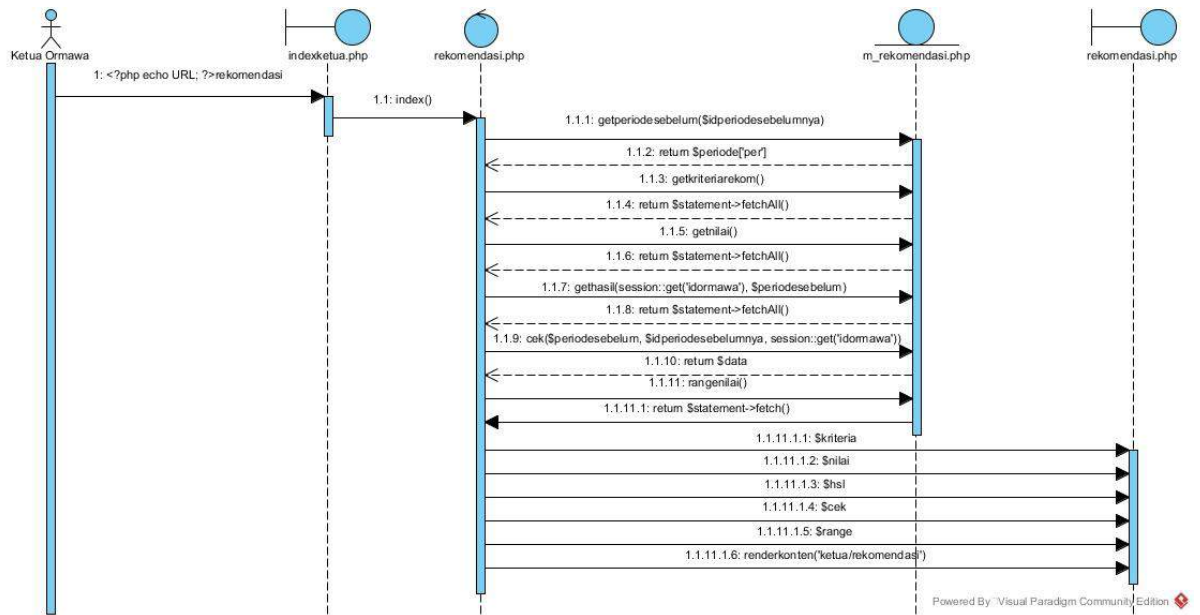 Ketua Ormawa
indexketua.php
rekomendasi.php
m_rekomendasi.php
rekomendasi.php
1: <?php echo URL; ?>rekomendasi
1.1: index()
1.1.1: getperiodesebelum($idperiodesebelumnya)
1.1.2: return $periode['per']
1.1.3: getkriteriarekom()
1.1.4: return $statement->fetchAll()
1.1.5: getnilai()
1.1.6: return $statement->fetchAll()
1.1.7: gethasil(session::get('idormawa'), $periodesebelum)
1.1.8: return $statement->fetchAll()
1.1.9: cek($periodesebelum, $idperiodesebelumnya, session::get('idormawa'))
1.1.10: return $data
1.1.11: rangenilai()
1.1.11.1: return $statement->fetch()
1.1.11.1.1: $kriteria
1.1.11.1.2: $nilai
1.1.11.1.3: $hsl
1.1.11.1.4: $cek
1.1.11.1.5: $range
1.1.11.1.6: renderkonten('ketua/rekomendasi')
Powered By Visual Paradigm Community Edition